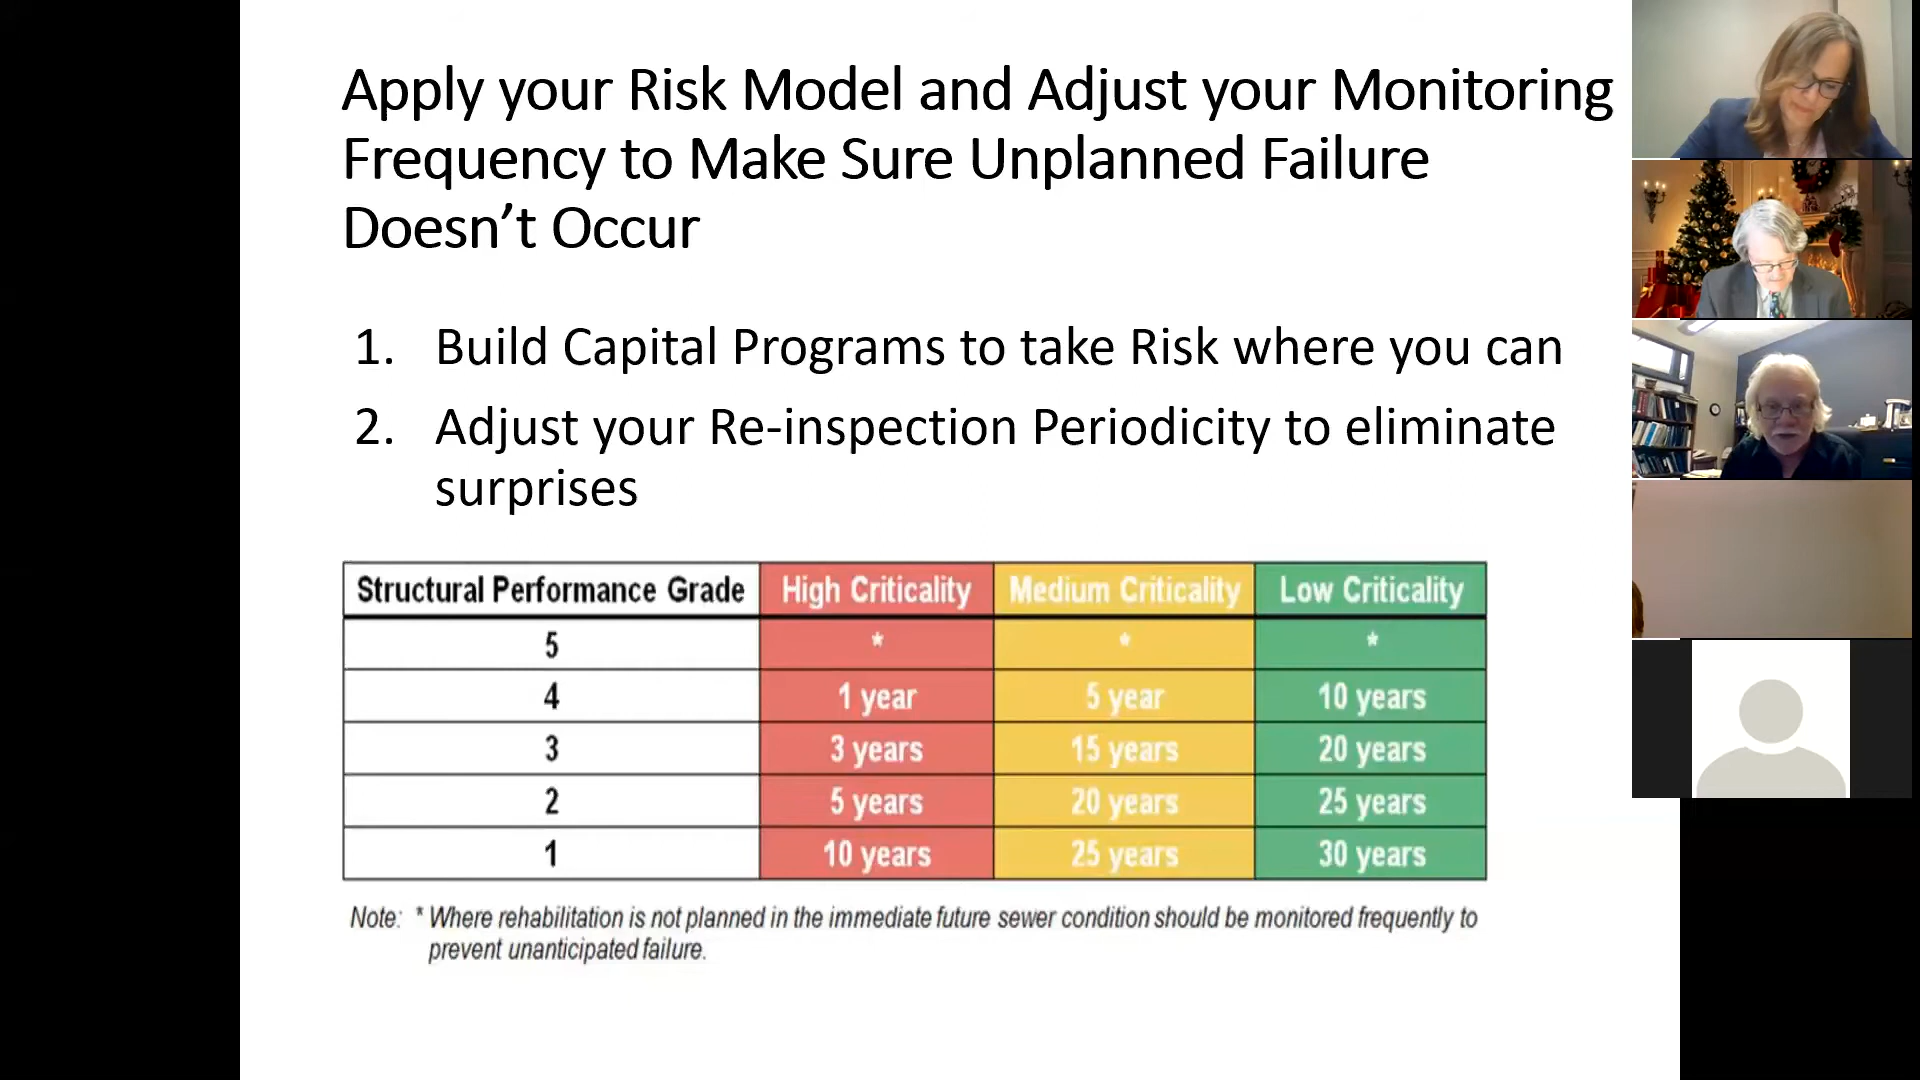 Apply your Risk Model and Adjust your Monitoring
Frequency to Make Sure Unplanned Failure
Doesn’t Occur
1. Build Capital Programs to take Risk where you can
2. Adjust your Re-inspection Periodicity to eliminate
surprises
Structural Performance Grade High Criticality Medium Criticality Low Criticality
5 * * *
4 1 year 5 year 10 years
3 3 years 15 years 20 years
2 5 years 20 years 25 years
1 10 years 25 years 30 years
Note: * Where rehabilitation is not planned in the immediate future sewer condition should be monitored frequently to
prevent unanticipated failure.